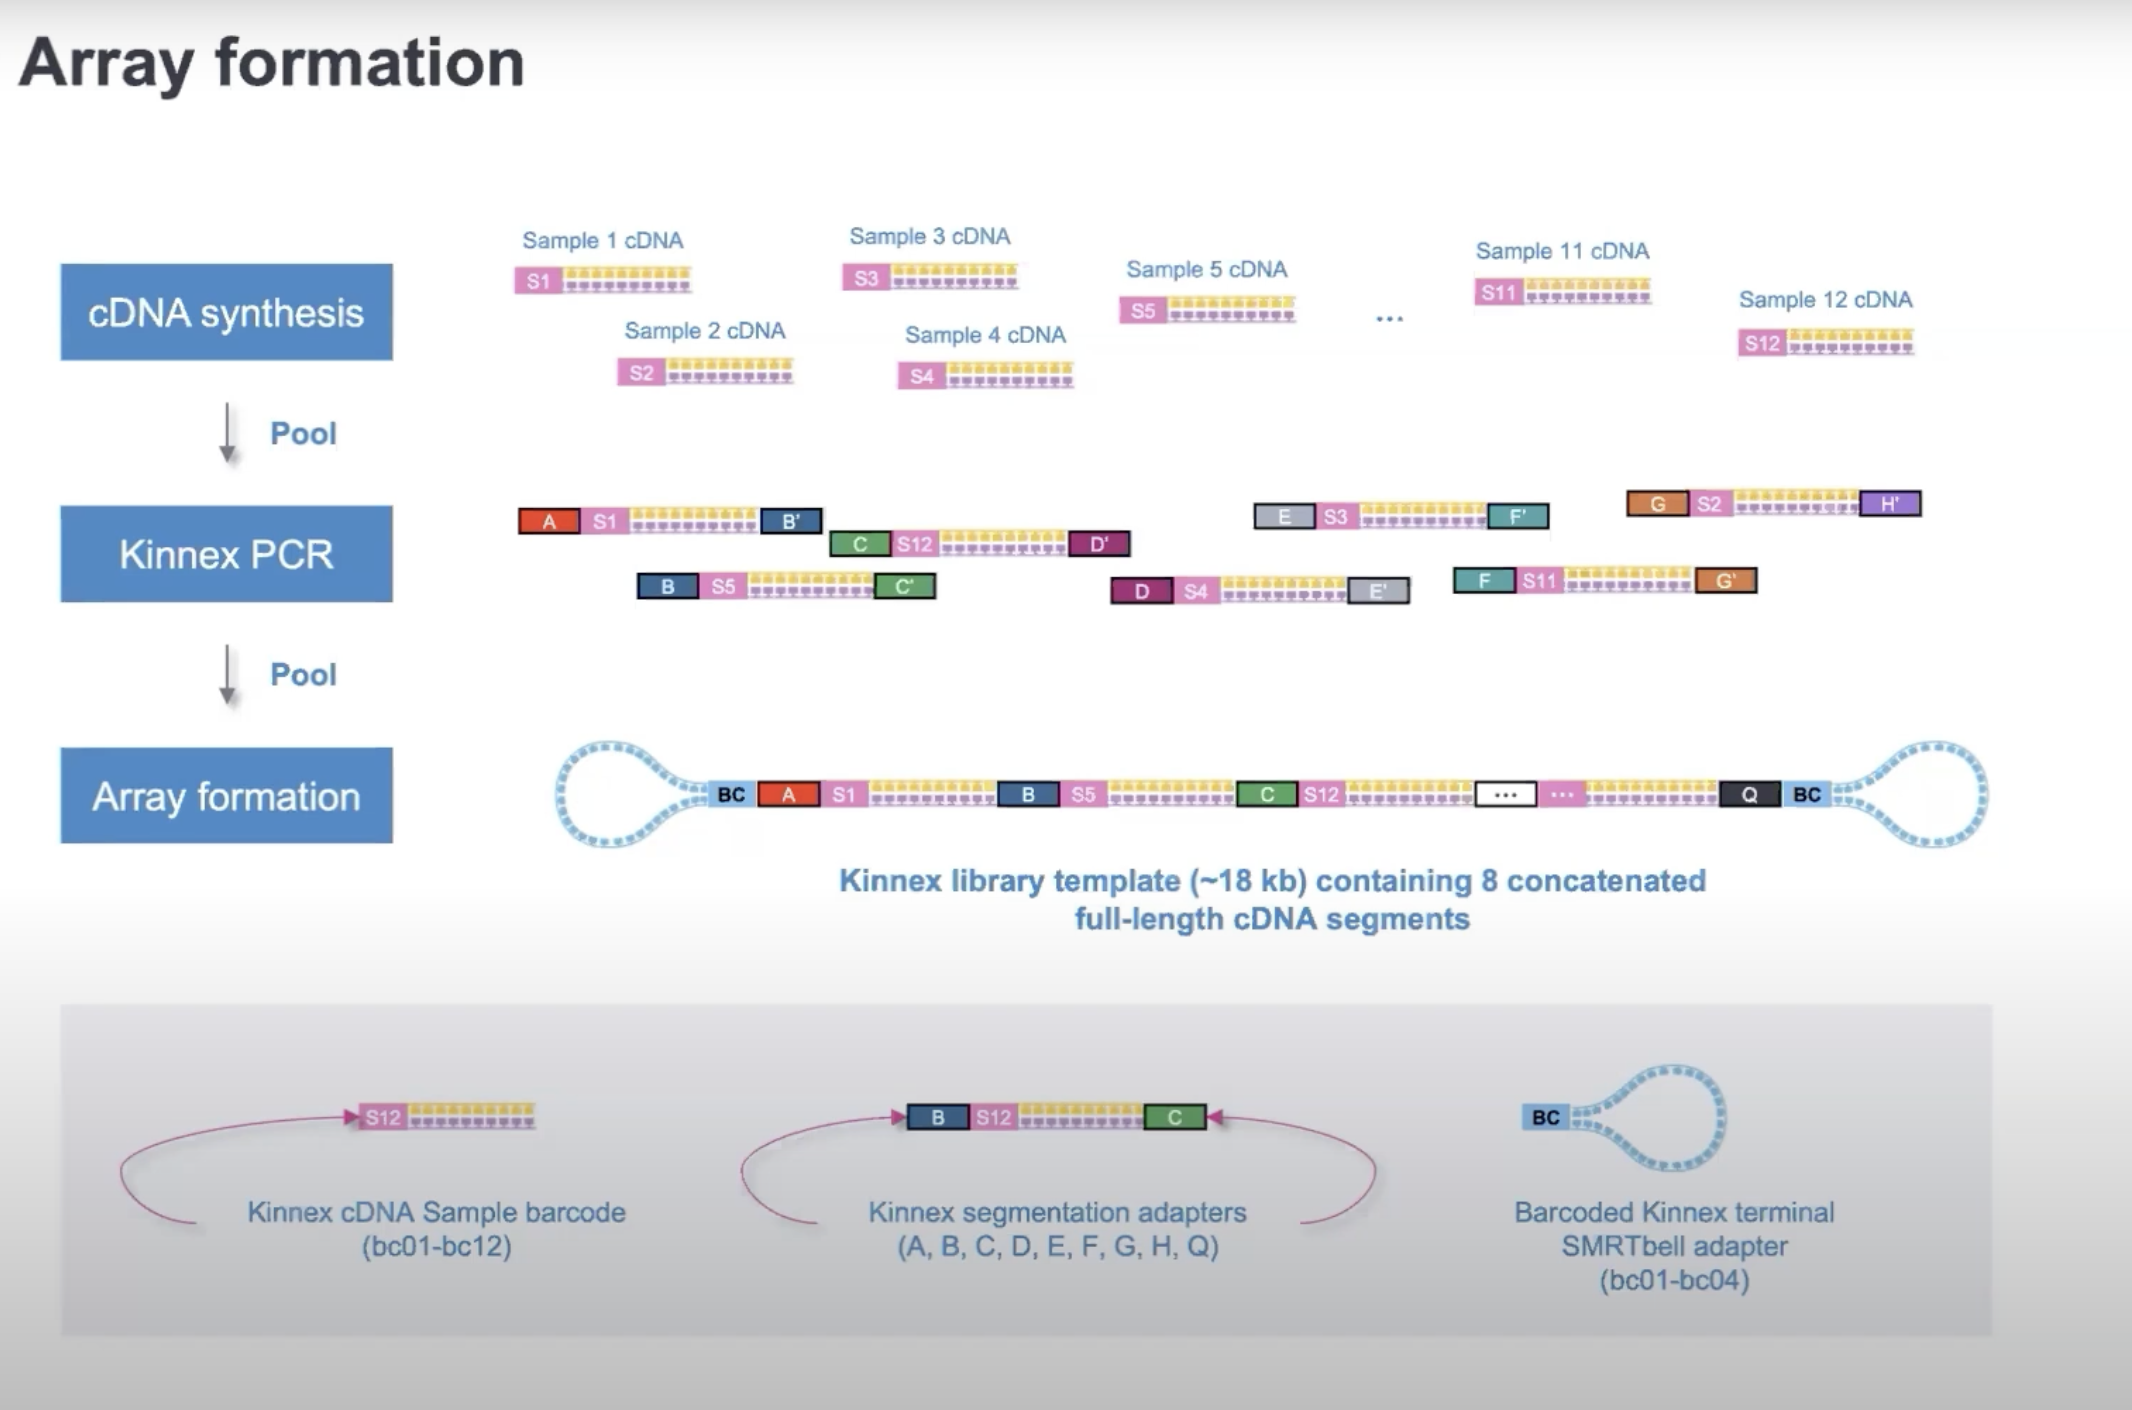 Array formation
Sample 1 cDNA
Sample 3 cDNA
Sample 5 cDNA
Sample 11 cDNA
Sample 12 cDNA
S1
S3
S5
...
S11
S12
cDNA synthesis
Sample 2 cDNA
Sample 4 cDNA
S2
S4
Pool
Kinnex PCR
A S1 B'
C S12 D'
E S3 F'
G S2 H'
B S5 C'
D S4 E'
F S11 G'
Pool
Array formation
BC A S1 B S5 C S12 ... ... Q BC
Kinnex library template (~18 kb) containing 8 concatenated
full-length cDNA segments
S12
B S12 C
BC
Kinnex cDNA Sample barcode
(bc01-bc12)
Kinnex segmentation adapters
(A, B, C, D, E, F, G, H, Q)
Barcoded Kinnex terminal
SMRTbell adapter
(bc01-bc04)